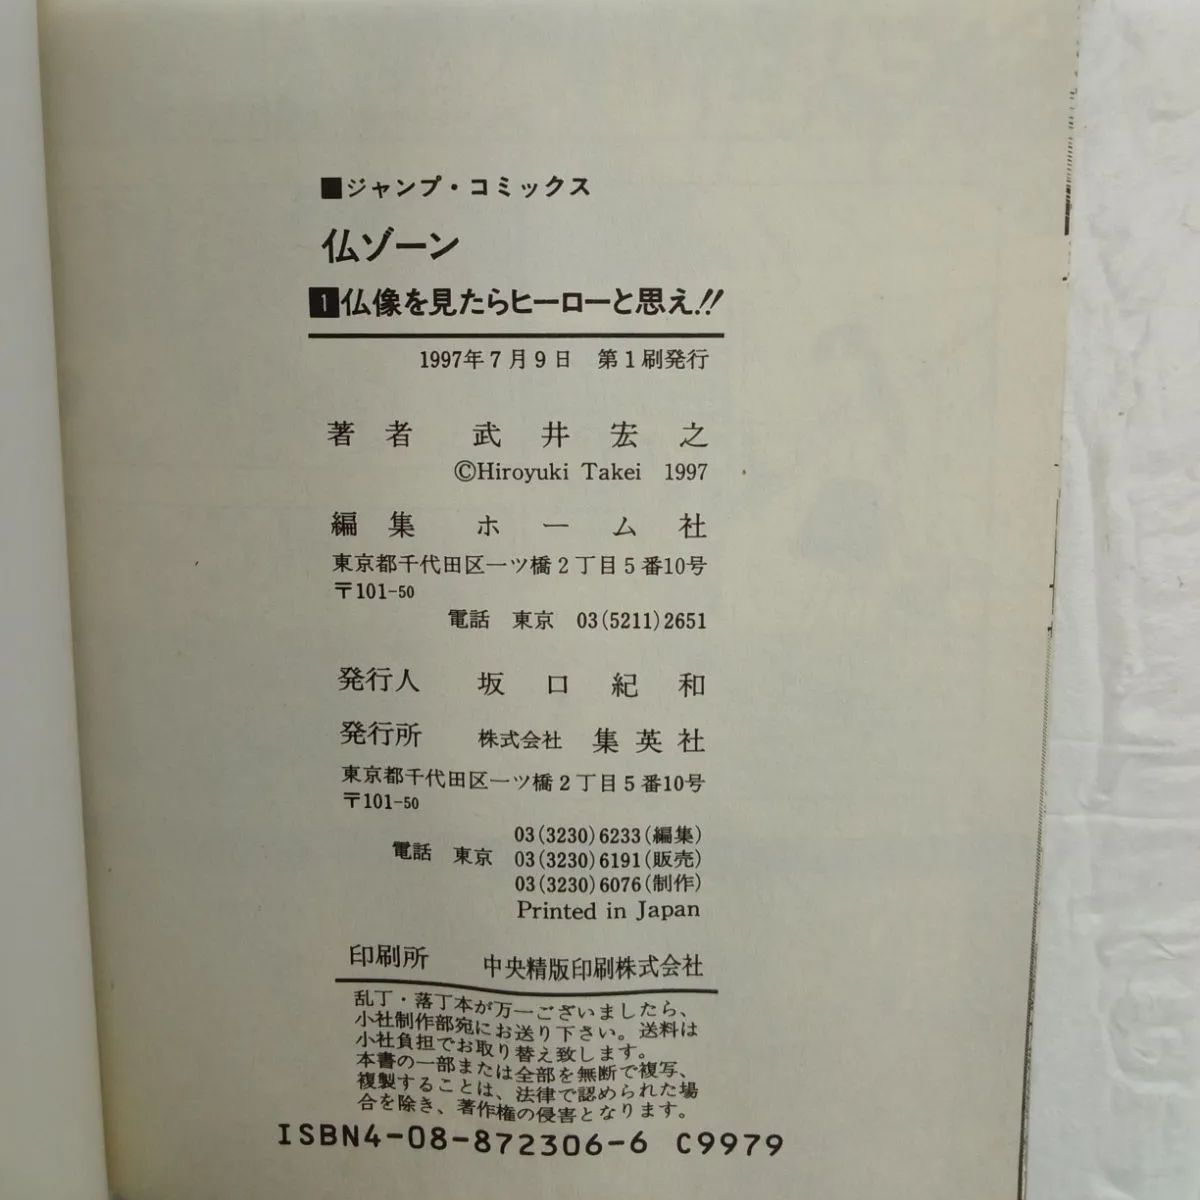 ■ジャンプ・コミックス
仏ゾーン
1仏像を見たらヒーローと思え!!
1997年7月9日 第1刷発行
著者 武井宏之
©Hiroyuki Takei 1997
編集 ホーム社
東京都千代田区一ツ橋2丁目5番10号
〒101-50
電話 東京 03(5211)2651
発行人 坂口紀和
発行所 株式会社 集英社
東京都千代田区一ツ橋2丁目5番10号
〒101-50
03(3230)6233(編集)
電話 東京 03(3230)6191(販売)
03(3230)6076(制作)
Printed in Japan
印刷所 中央精版印刷株式会社
乱丁・落丁本が万一ございましたら、
小社制作部宛にお送り下さい。送料は
小社負担でお取り替え致します。
本書の一部または全部を無断で複写、
複製することは、法律で認められた場
合を除き、著作権の侵害となります。
ISBN4-08-872306-6 C9979